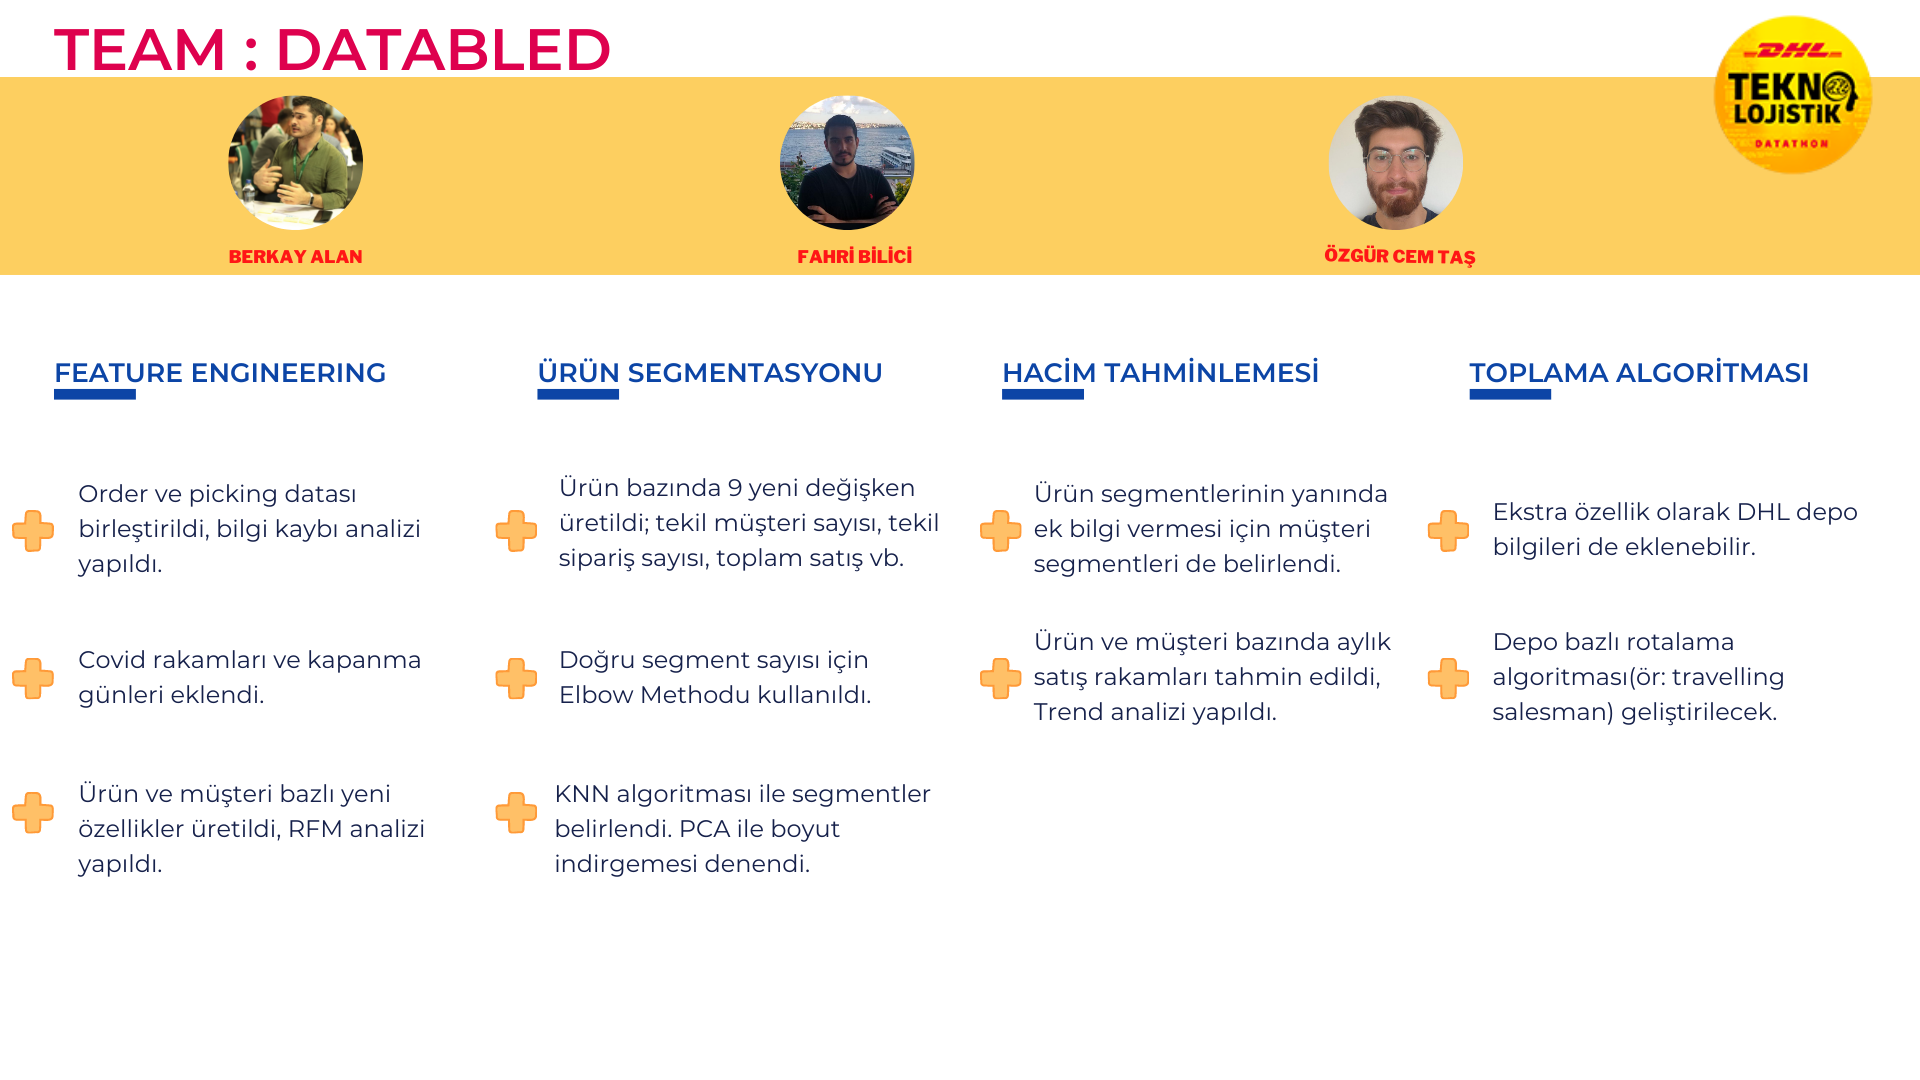 TEAM : DATABLED
DHL
TEKNO
LOJİSTİK
DATATHON
BERKAY ALAN
FAHRİ BİLİCİ
ÖZGÜR CEM TAŞ
FEATURE ENGINEERING
Order ve picking datası
birleştirildi, bilgi kaybı analizi
yapıldı.
Covid rakamları ve kapanma
günleri eklendi.
Ürün ve müşteri bazlı yeni
özellikler üretildi, RFM analizi
yapıldı.
ÜRÜN SEGMENTASYONU
Ürün bazında 9 yeni değişken
üretildi; tekil müşteri sayısı, tekil
sipariş sayısı, toplam satış vb.
Doğru segment sayısı için
Elbow Methodu kullanıldı.
KNN algoritması ile segmentler
belirlendi. PCA ile boyut
indirgemesi denendi.
HACİM TAHMİNLEMESİ
Ürün segmentlerinin yanında
ek bilgi vermesi için müşteri
segmentleri de belirlendi.
Ürün ve müşteri bazında aylık
satış rakamları tahmin edildi,
Trend analizi yapıldı.
TOPLAMA ALGORİTMASI
Ekstra özellik olarak DHL depo
bilgileri de eklenebilir.
Depo bazlı rotalama
algoritması(ör: travelling
salesman) geliştirilecek.